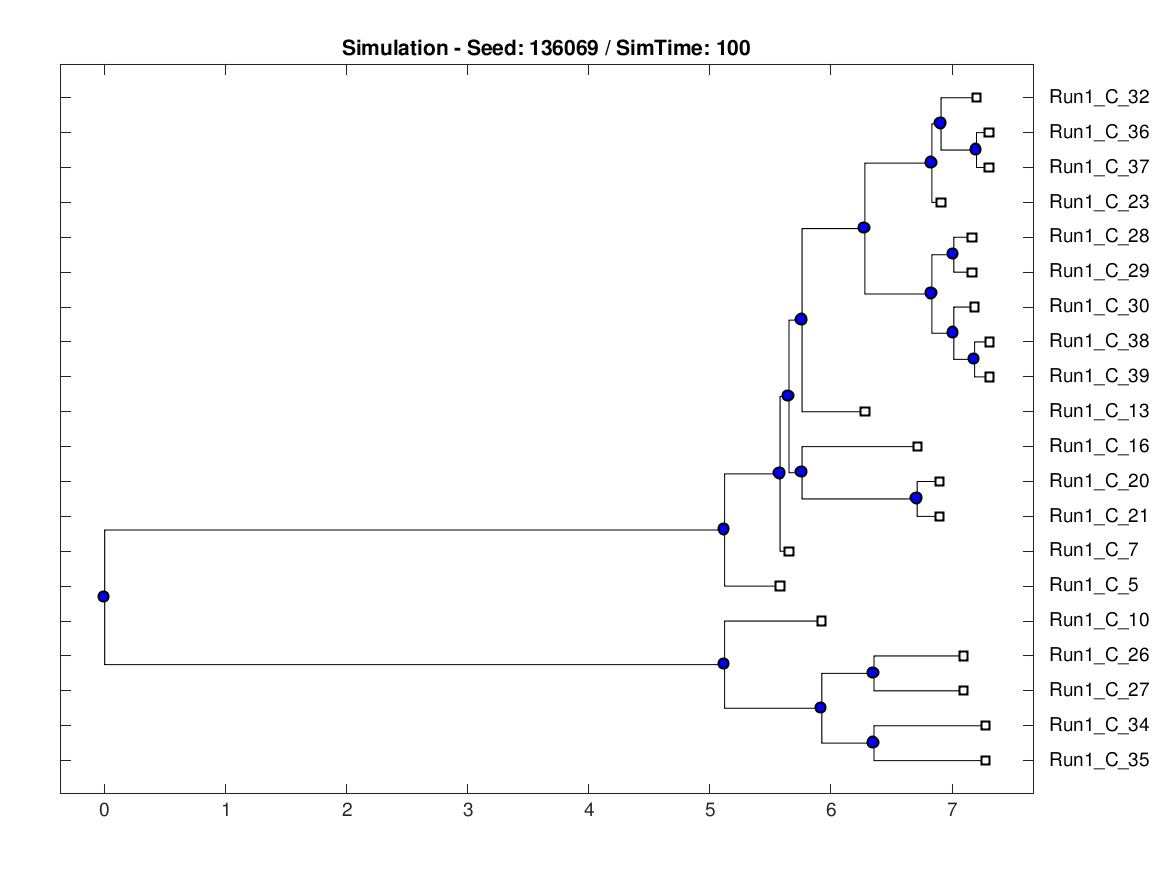 Simulation - Seed: 136069 / SimTime: 100
Run1_C_32
Run1_C_36
Run1_C_37
Run1_C_23
Run1_C_28
Run1_C_29
Run1_C_30
Run1_C_38
Run1_C_39
Run1_C_13
Run1_C_16
Run1_C_20
Run1_C_21
Run1_C_7
Run1_C_5
Run1_C_10
Run1_C_26
Run1_C_27
Run1_C_34
Run1_C_35
0 1 2 3 4 5 6 7